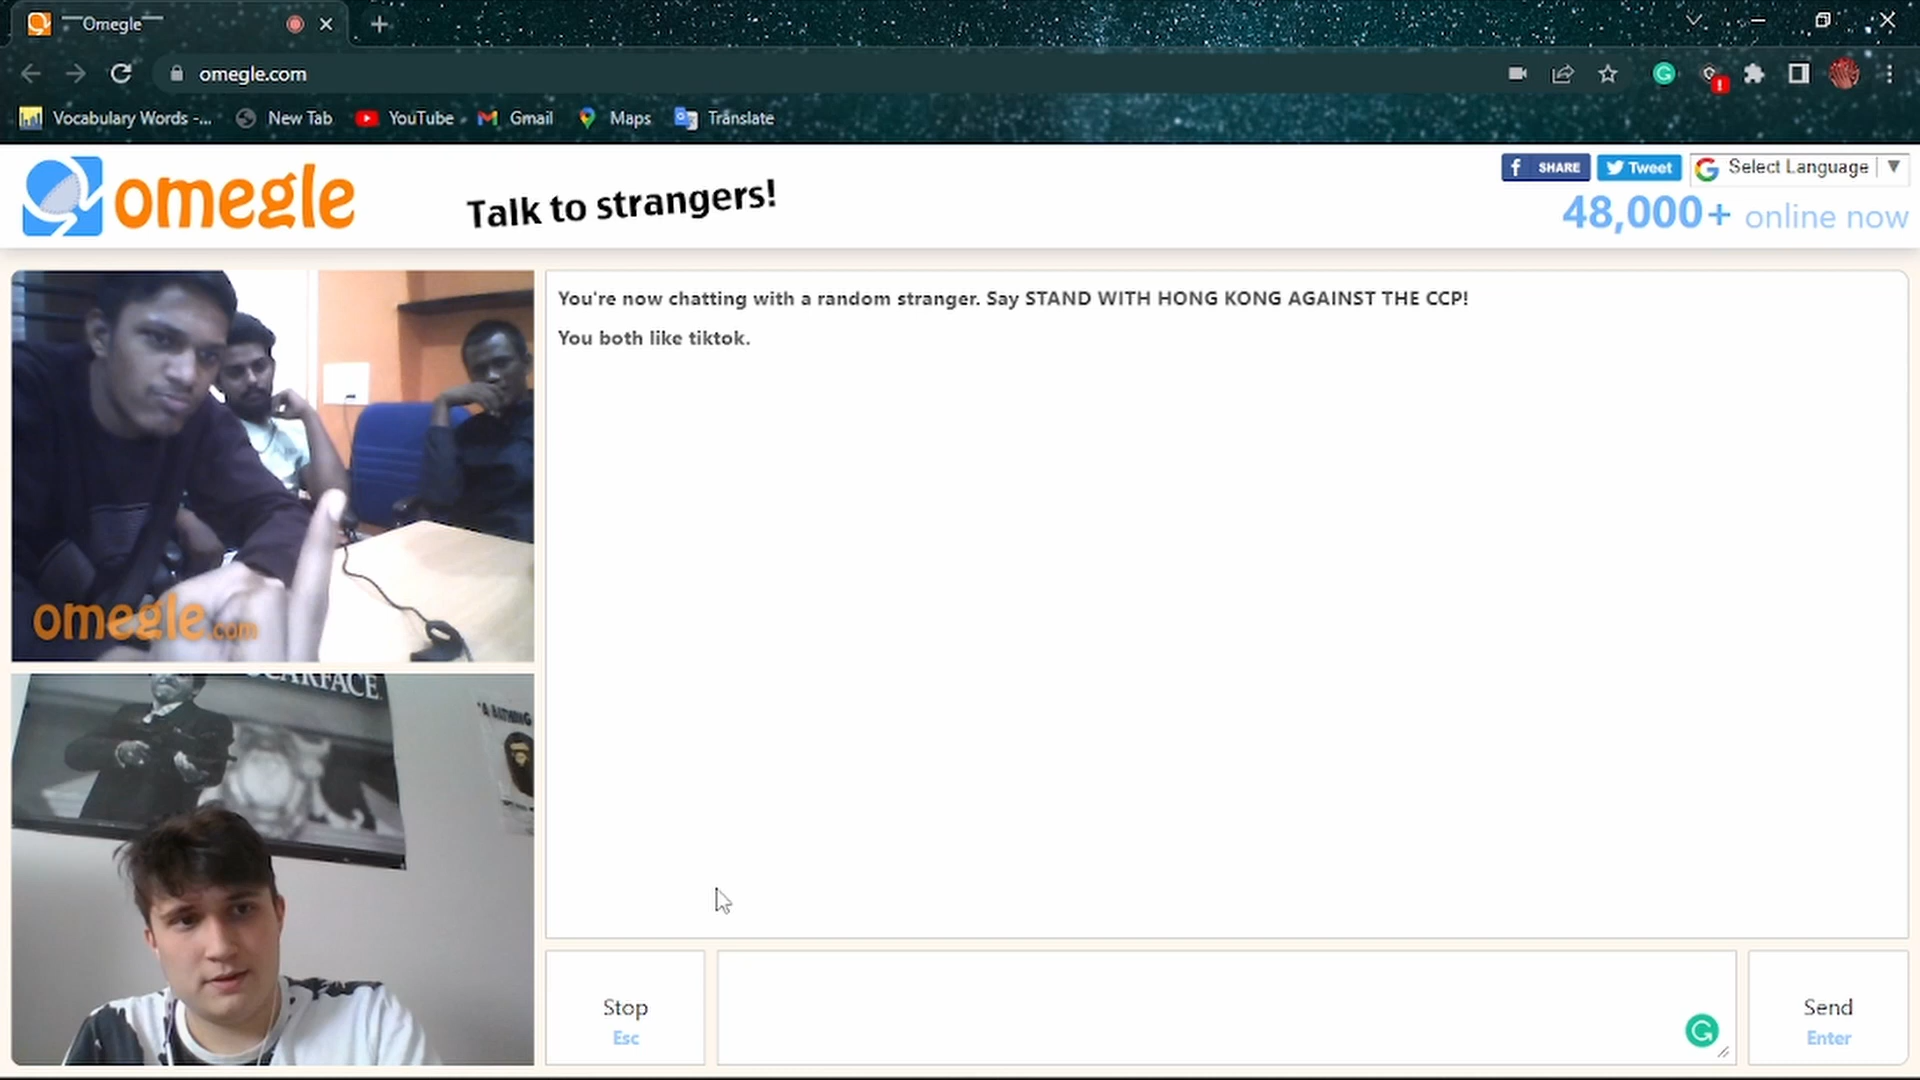 Omegle
omegle.com
Vocabulary Words -...
New Tab
YouTube
Gmail
Maps
Translate
omegle
Talk to strangers!
SHARE
Tweet
Select Language
48,000+ online now
You're now chatting with a random stranger. Say STAND WITH HONG KONG AGAINST THE CCP!
You both like tiktok.
omegle.com
SCARFACE
"A BATHING
Stop
Esc
Send
Enter